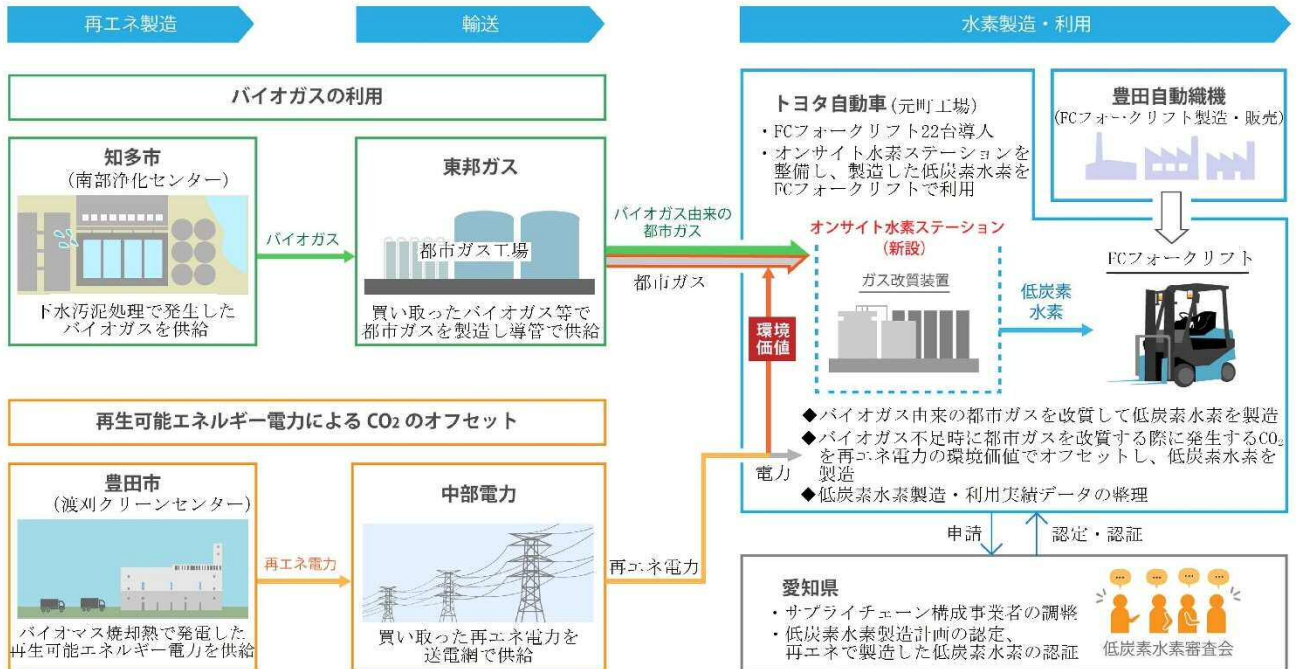 再エネ製造
輸送
水素製造・利用
バイオガスの利用
知多市
（南部浄化センター）
下水汚泥処理で発生した
バイオガスを供給
バイオガス
東邦ガス
都市ガス工場
買い取ったバイオガス等で
都市ガスを製造し導管で供給
バイオガス由来の
都市ガス
都市ガス
環境
価値
再生可能エネルギー電力による CO₂ のオフセット
豊田市
（渡刈クリーンセンター）
バイオマス焼却熱で発電した
再生可能エネルギー電力を供給
再エネ電力
中部電力
買い取った再エネ電力を
送電網で供給
再エネ電力
電力
トヨタ自動車(元町工場)
・FCフォークリフト22台導入
・オンサイト水素ステーションを
整備し、製造した低炭素水素を
FCフォークリフトで利用
オンサイト水素ステーション
（新設）
ガス改質装置
低炭素
水素
豊田自動織機
(FCフォークリフト製造・販売)
FCフォークリフト
◆バイオガス由来の都市ガスを改質して低炭素水素を製造
◆バイオガス不足時に都市ガスを改質する際に発生するCO₂
を再エネ電力の環境価値でオフセットし、低炭素水素を
製造
◆低炭素水素製造・利用実績データの整理
申請
認定・認証
愛知県
・サプライチェーン構成事業者の調整
・低炭素水素製造計画の認定、
再エネで製造した低炭素水素の認証
低炭素水素審査会